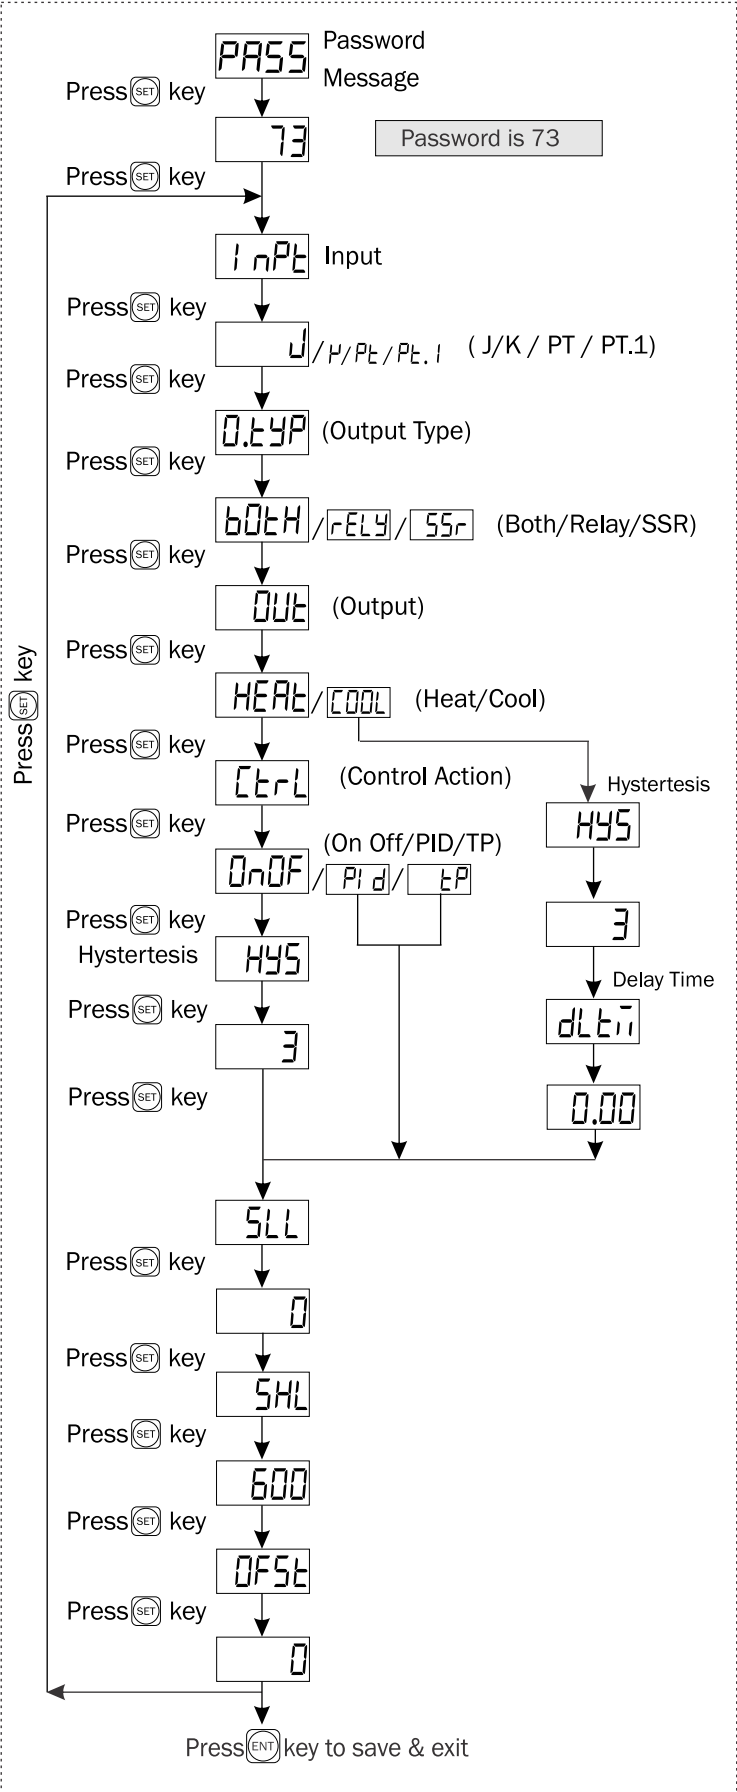 PASS Password
Message
Press SET key
73
Password is 73
Press SET key
InPt Input
Press SET key
J/K/Pt/Pt.1 ( J/K / PT / PT.1)
Press SET key
O.tYP (Output Type)
Press SET key
bOtH/rELY/ SSr (Both/Relay/SSR)
Press SET key
OUt (Output)
Press SET key
HEAt/COOL (Heat/Cool)
Press SET key
CtrL (Control Action)
Hystertesis
HYS
Press SET key
(On Off/PID/TP)
OnOF/ PId/ tP
3
Press SET key
Hystertesis
HYS
Delay Time
dLtm
Press SET key
3
0.00
Press SET key
SLL
Press SET key
0
Press SET key
SHL
Press SET key
600
Press SET key
OFSt
Press SET key
0
Press SET key
Press ENT key to save & exit